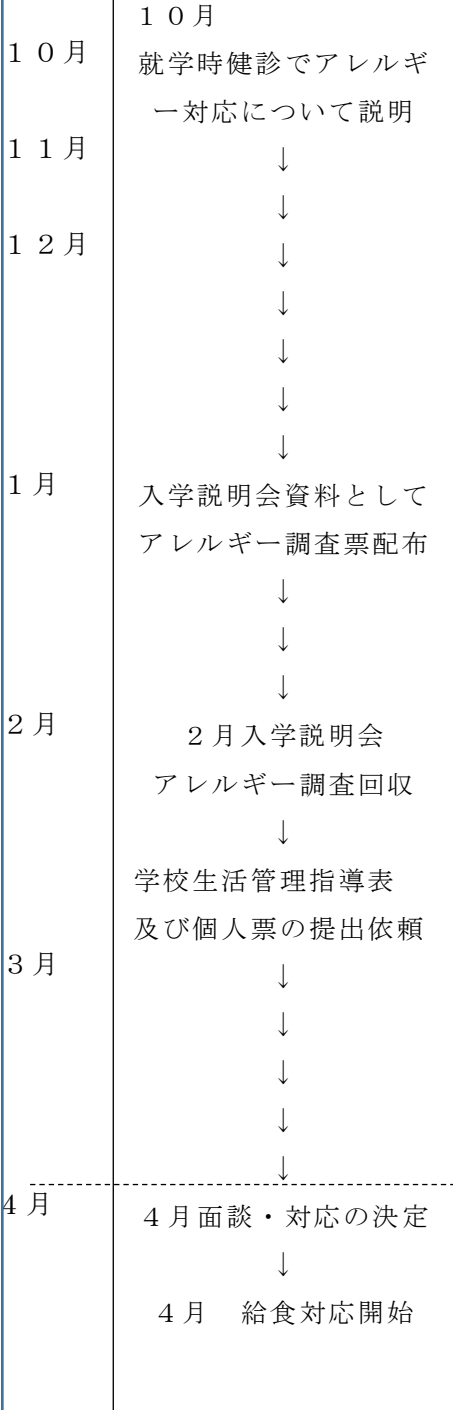 １０月
１０月
就学時健診でアレルギ
ー対応について説明
１１月
↓
↓
１２月
↓
↓
↓
↓
↓
１月
入学説明会資料として
アレルギー調査票配布
↓
↓
↓
２月
２月入学説明会
アレルギー調査回収
↓
学校生活管理指導表
及び個人票の提出依頼
３月
↓
↓
↓
↓
↓
４月
４月面談・対応の決定
↓
４月　給食対応開始